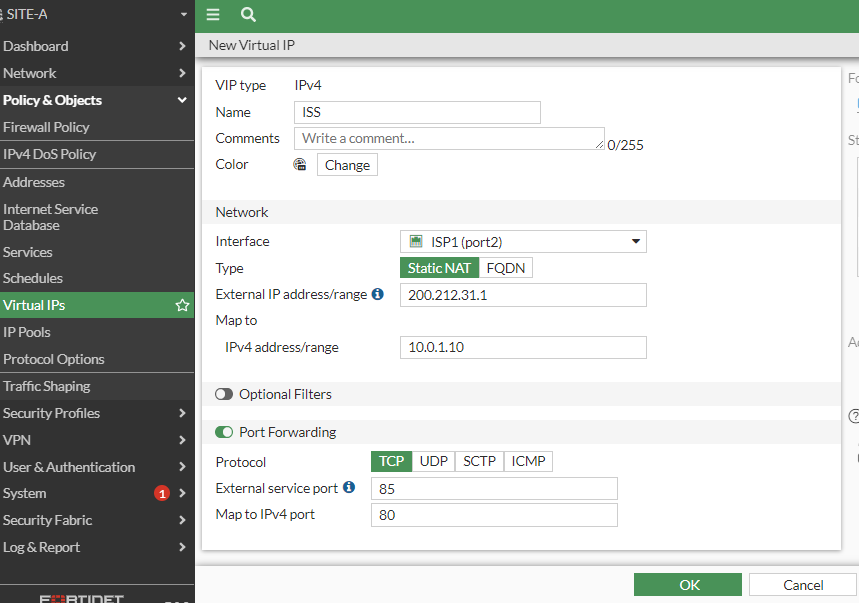 SITE-A
New Virtual IP
Dashboard
Network
Policy & Objects
Firewall Policy
IPv4 DoS Policy
Addresses
Internet Service
Database
Services
Schedules
Virtual IPs
IP Pools
Protocol Options
Traffic Shaping
Security Profiles
VPN
User & Authentication
System 1
Security Fabric
Log & Report
FORTINET
VIP type IPv4
Name ISS
Comments Write a comment... 0/255
Color Change
Network
Interface ISP1 (port2)
Type Static NAT FQDN
External IP address/range 200.212.31.1
Map to
IPv4 address/range 10.0.1.10
Optional Filters
Port Forwarding
Protocol TCP UDP SCTP ICMP
External service port 85
Map to IPv4 port 80
OK Cancel